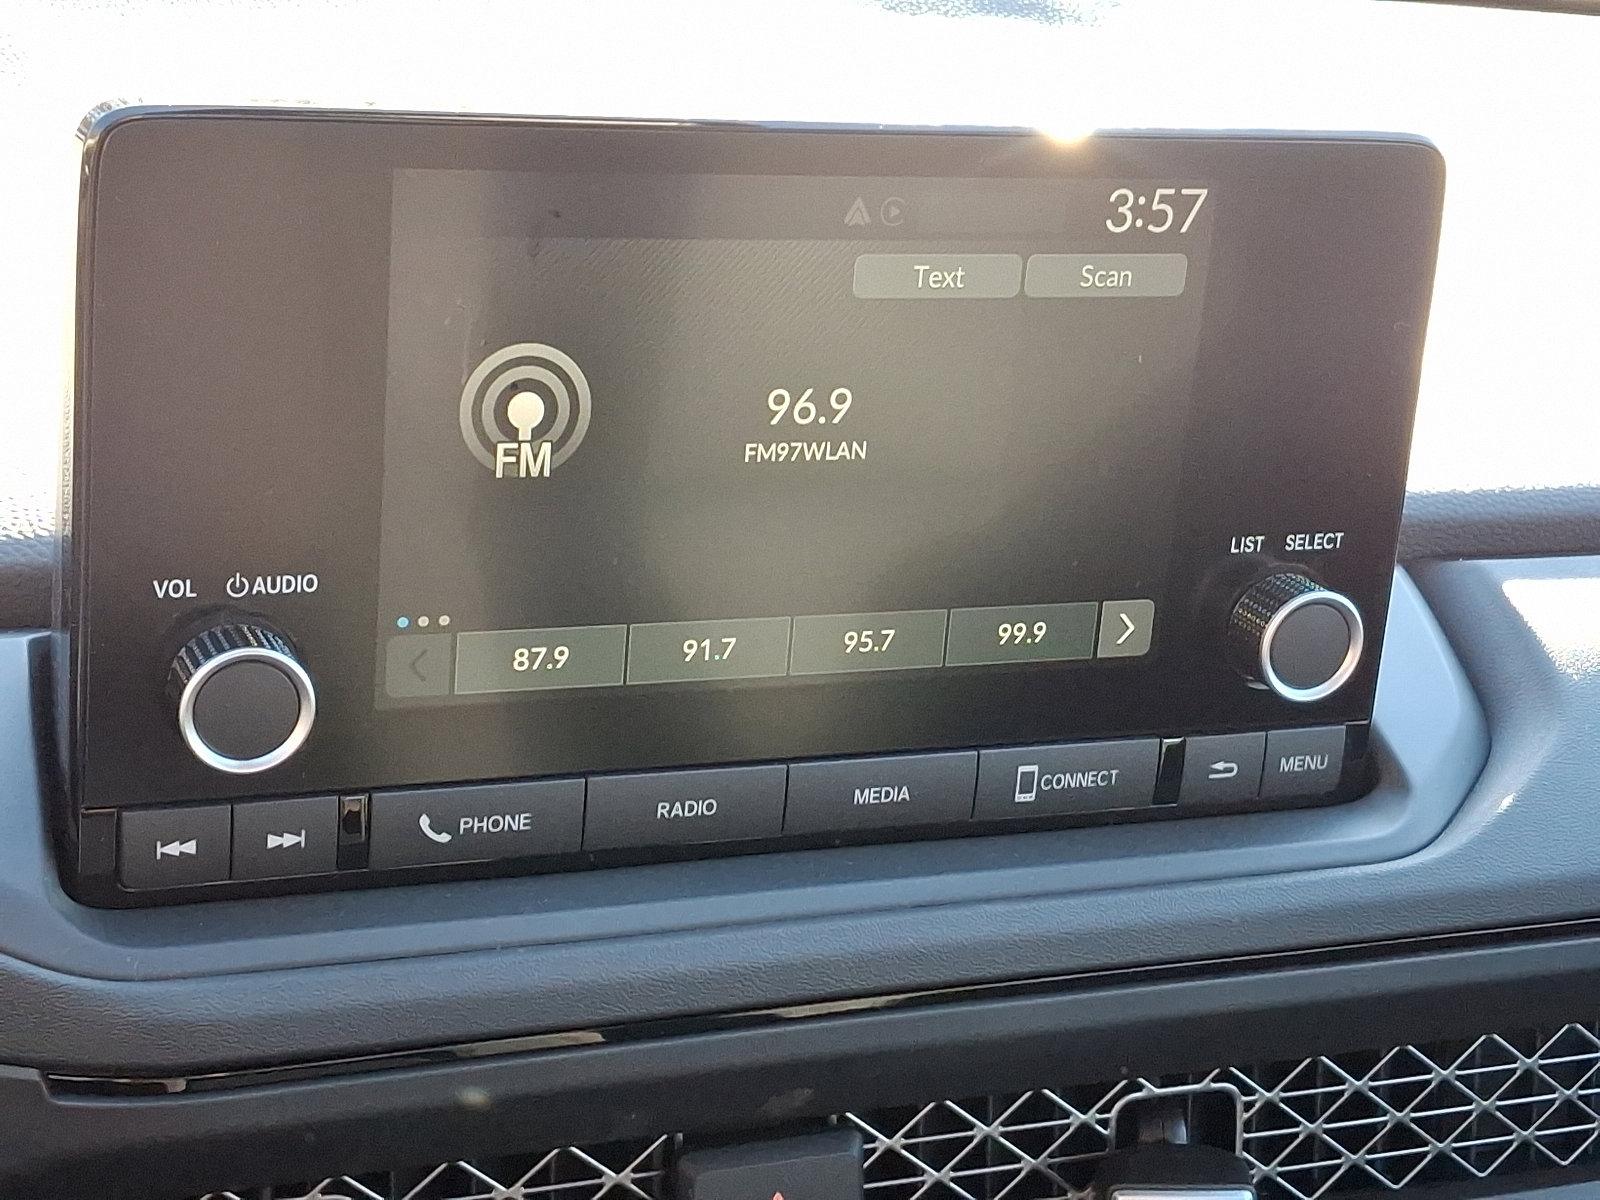 3:57
Text Scan
96.9
FM97WLAN
FM
LIST SELECT
VOL AUDIO
87.9 91.7 95.7 99.9
PHONE RADIO MEDIA CONNECT MENU